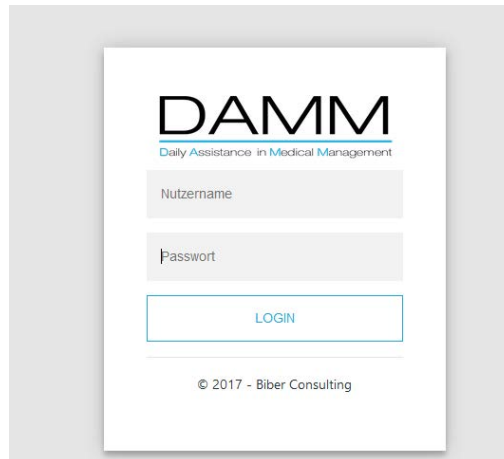 DAMM
Daily Assistance in Medical Management
Nutzername
Passwort
LOGIN
© 2017 - Biber Consulting